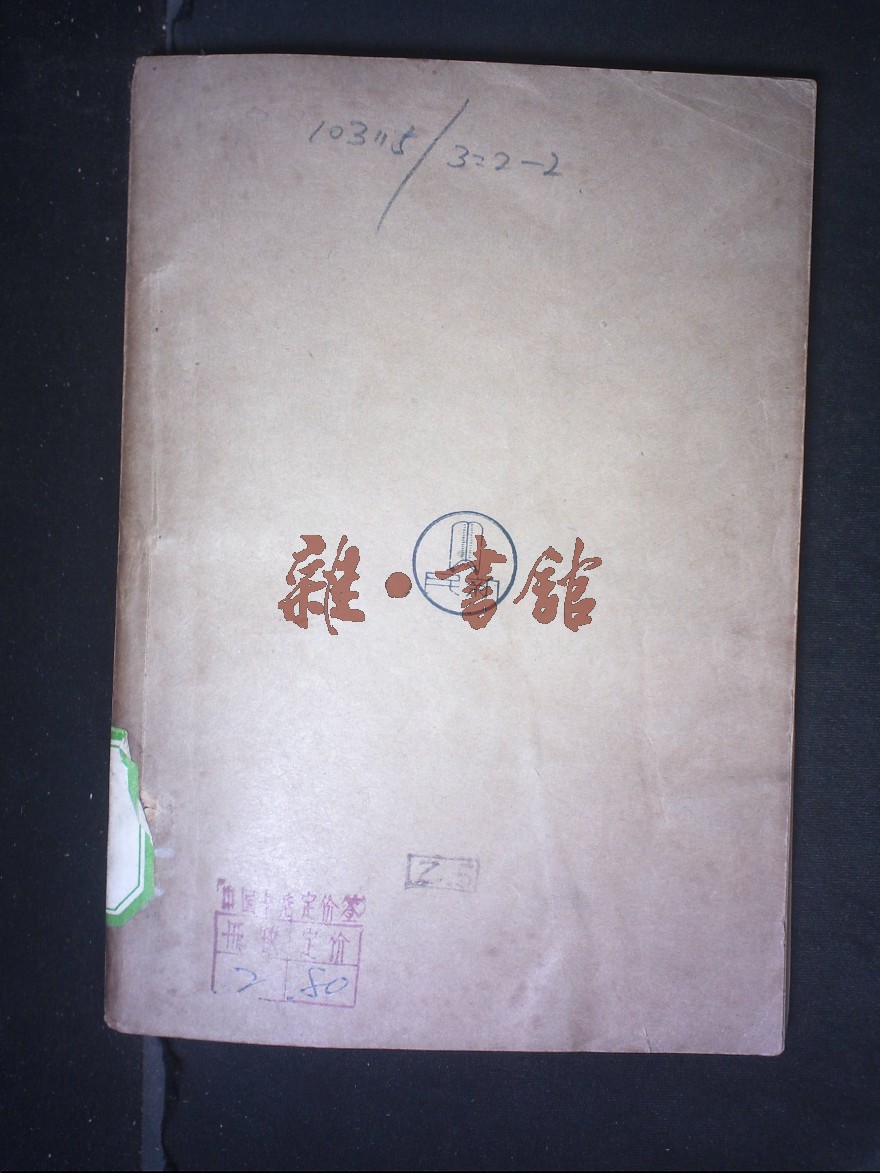 103115/3=2-2
雜·書館
中国书店定价签
册数 定价
2 .80